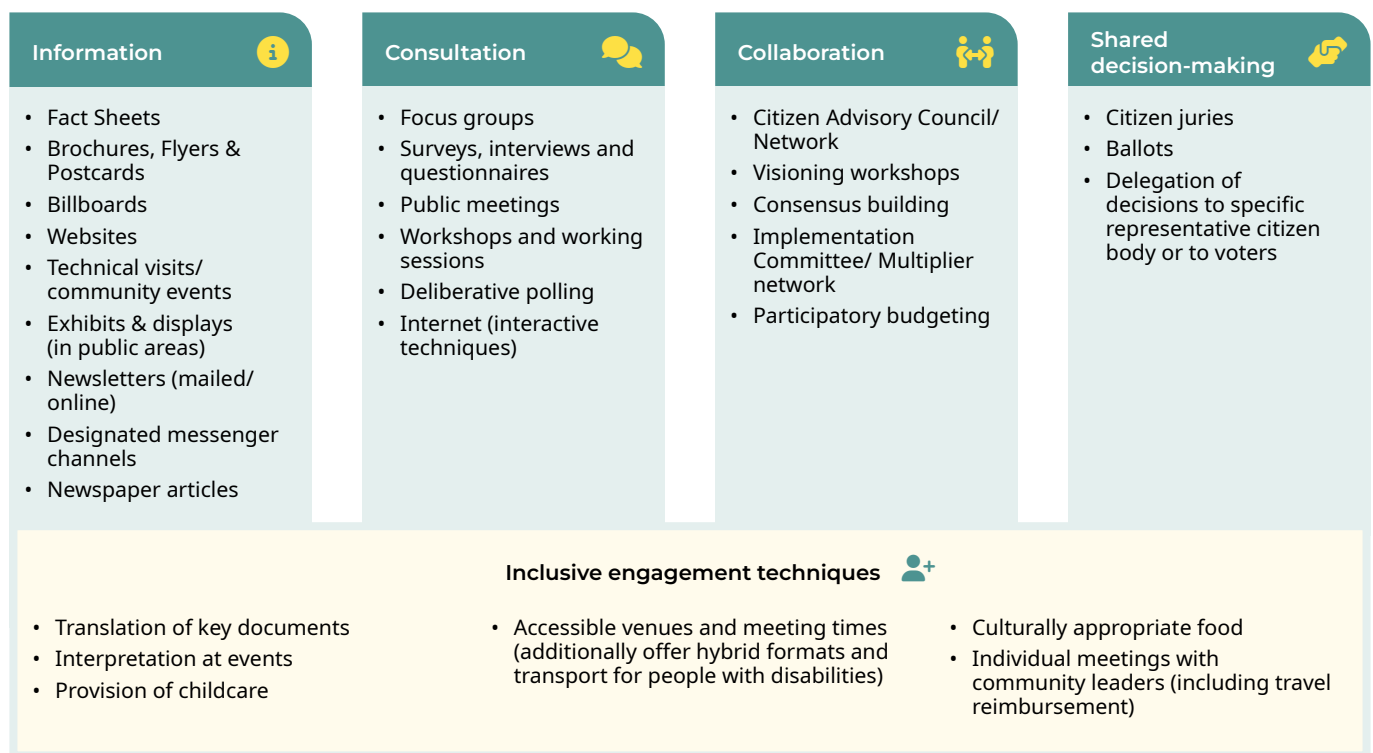 Information
• Fact Sheets
• Brochures, Flyers &
Postcards
• Billboards
• Websites
• Technical visits/
community events
• Exhibits & displays
(in public areas)
• Newsletters (mailed/
online)
• Designated messenger
channels
• Newspaper articles
Consultation
• Focus groups
• Surveys, interviews and
questionnaires
• Public meetings
• Workshops and working
sessions
• Deliberative polling
• Internet (interactive
techniques)
Collaboration
• Citizen Advisory Council/
Network
• Visioning workshops
• Consensus building
• Implementation
Committee/ Multiplier
network
• Participatory budgeting
Shared
decision-making
• Citizen juries
• Ballots
• Delegation of
decisions to specific
representative citizen
body or to voters
Inclusive engagement techniques
• Translation of key documents
• Interpretation at events
• Provision of childcare
• Accessible venues and meeting times
(additionally offer hybrid formats and
transport for people with disabilities)
• Culturally appropriate food
• Individual meetings with
community leaders (including travel
reimbursement)